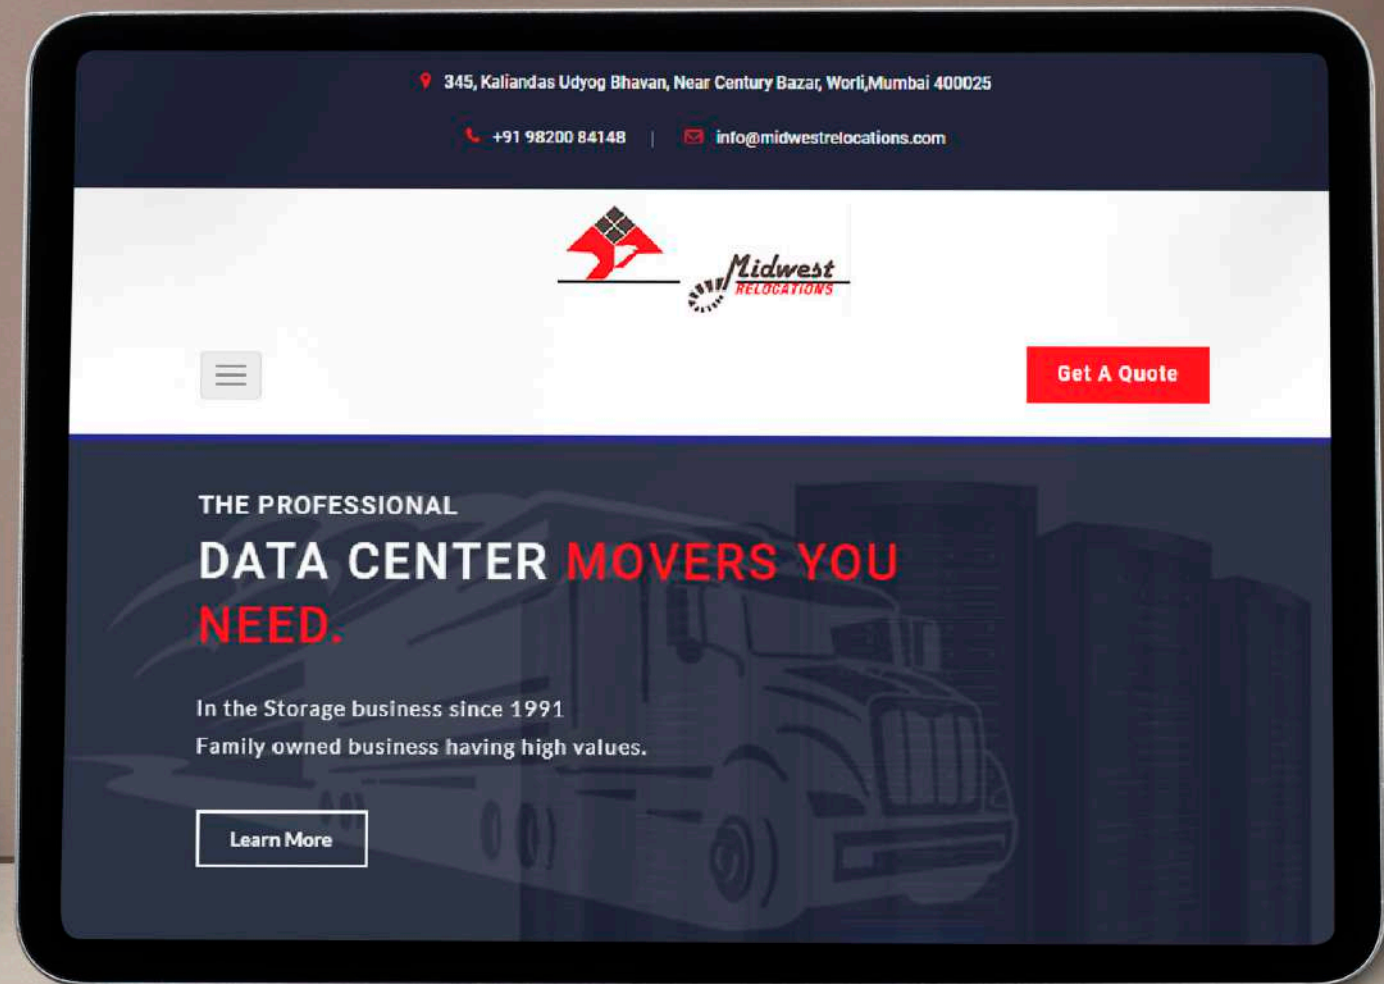 345, Kaliandas Udyog Bhavan, Near Century Bazar, Worli,Mumbai 400025
+91 98200 84148 | info@midwestrelocations.com
Midwest
RELOCATIONS
Get A Quote
THE PROFESSIONAL
DATA CENTER MOVERS YOU
NEED.
In the Storage business since 1991
Family owned business having high values.
Learn More